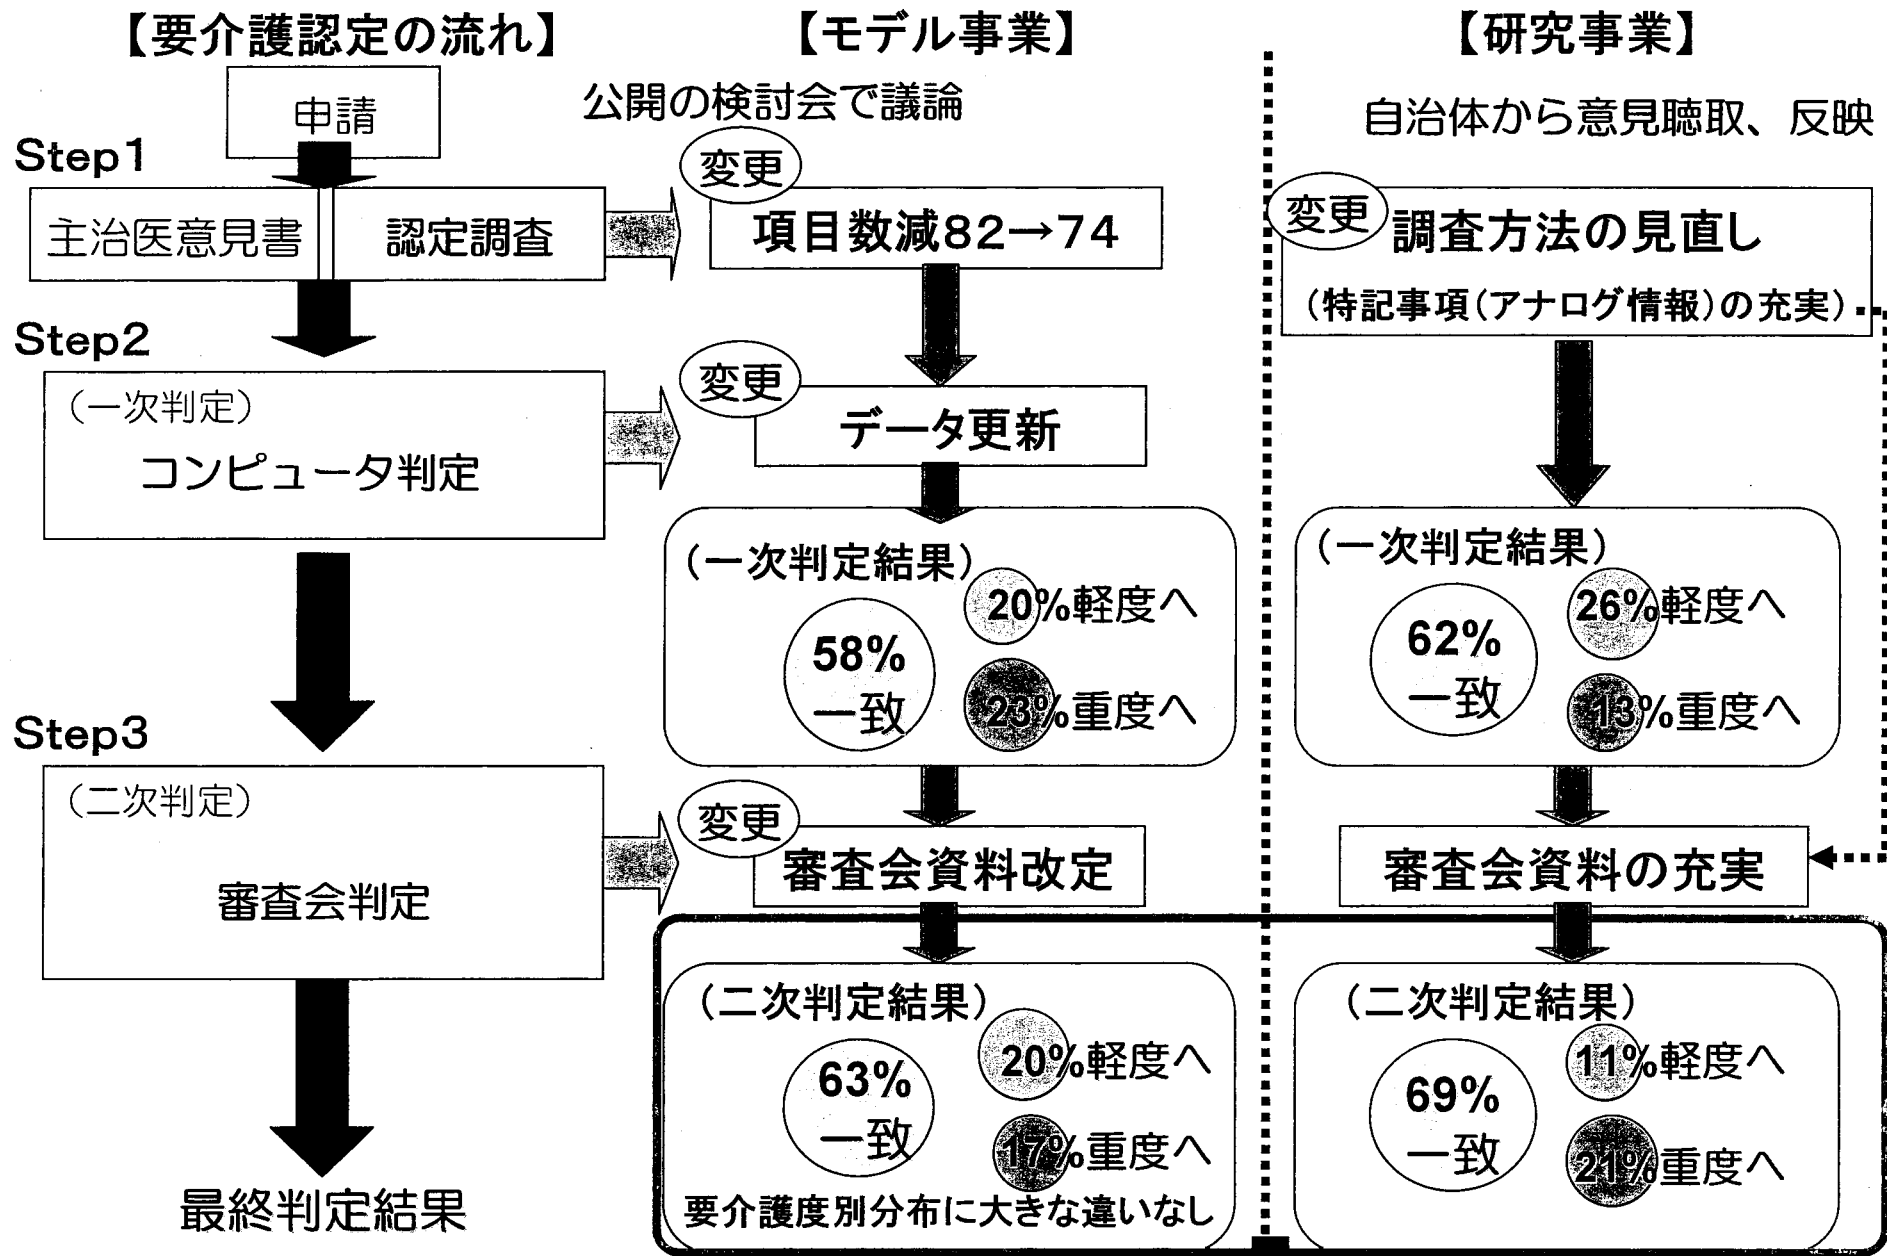 【要介護認定の流れ】
申請
Step1
主治医意見書
認定調査
Step2
（一次判定）
コンピュータ判定
Step3
（二次判定）
審査会判定
最終判定結果
【モデル事業】
公開の検討会で議論
変更
項目数減８２→７４
変更
データ更新
（一次判定結果）
58%
一致
20%軽度へ
23%重度へ
変更
審査会資料改定
（二次判定結果）
63%
一致
20%軽度へ
17%重度へ
要介護度別分布に大きな違いなし
【研究事業】
自治体から意見聴取、反映
変更
調査方法の見直し
（特記事項（アナログ情報）の充実）
（一次判定結果）
62%
一致
26%軽度へ
13%重度へ
審査会資料の充実
（二次判定結果）
69%
一致
11%軽度へ
21%重度へ